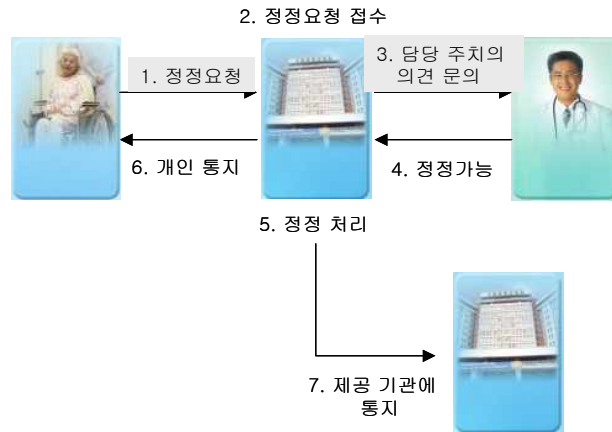 2. 정정요청 접수
1. 정정요청
3. 담당 주치의
의견 문의
6. 개인 통지
4. 정정가능
5. 정정 처리
7. 제공 기관에
통지